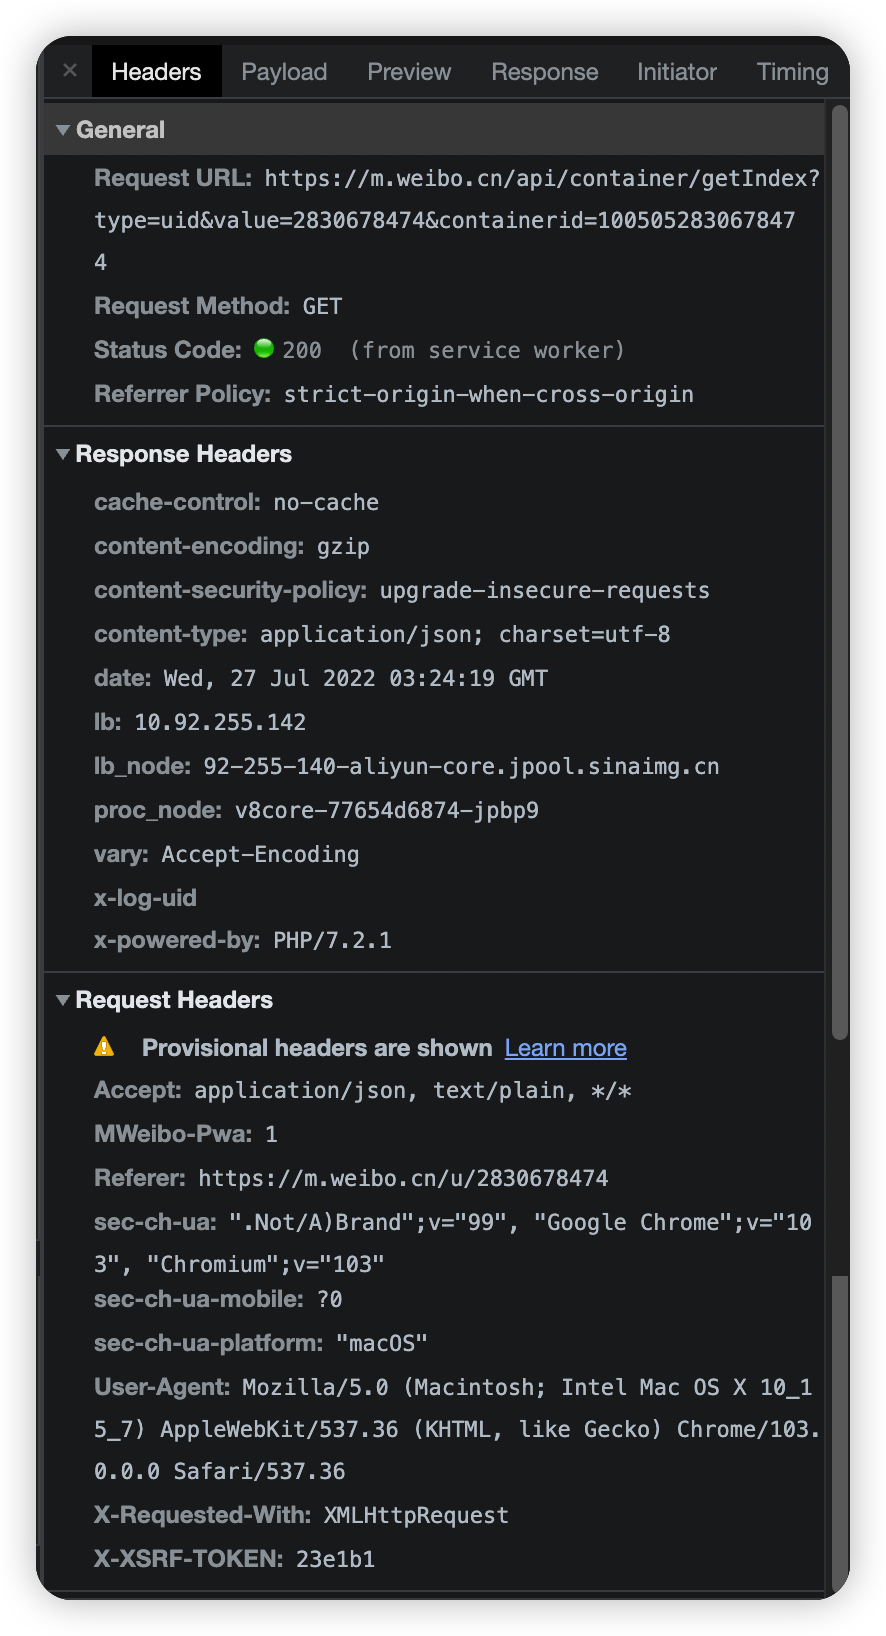 × Headers Payload Preview Response Initiator Timing
General
Request URL: https://m.weibo.cn/api/container/getIndex?
type=uid&value=2830678474&containerid=100505283067847
4
Request Method: GET
Status Code: 200 (from service worker)
Referrer Policy: strict-origin-when-cross-origin
Response Headers
cache-control: no-cache
content-encoding: gzip
content-security-policy: upgrade-insecure-requests
content-type: application/json; charset=utf-8
date: Wed, 27 Jul 2022 03:24:19 GMT
lb: 10.92.255.142
lb_node: 92-255-140-aliyun-core.jpool.sinaimg.cn
proc_node: v8core-77654d6874-jpbp9
vary: Accept-Encoding
x-log-uid
x-powered-by: PHP/7.2.1
Request Headers
Provisional headers are shown Learn more
Accept: application/json, text/plain, */*
MWeibo-Pwa: 1
Referer: https://m.weibo.cn/u/2830678474
sec-ch-ua: ".Not/A)Brand";v="99", "Google Chrome";v="10
3", "Chromium";v="103"
sec-ch-ua-mobile: ?0
sec-ch-ua-platform: "macOS"
User-Agent: Mozilla/5.0 (Macintosh; Intel Mac OS X 10_1
5_7) AppleWebKit/537.36 (KHTML, like Gecko) Chrome/103.
0.0.0 Safari/537.36
X-Requested-With: XMLHttpRequest
X-XSRF-TOKEN: 23e1b1